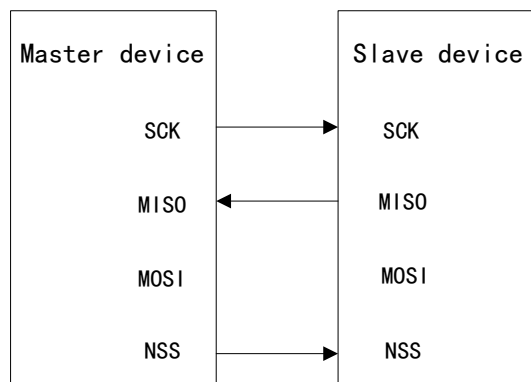 Master device
SCK
MISO
MOSI
NSS
Slave device
SCK
MISO
MOSI
NSS